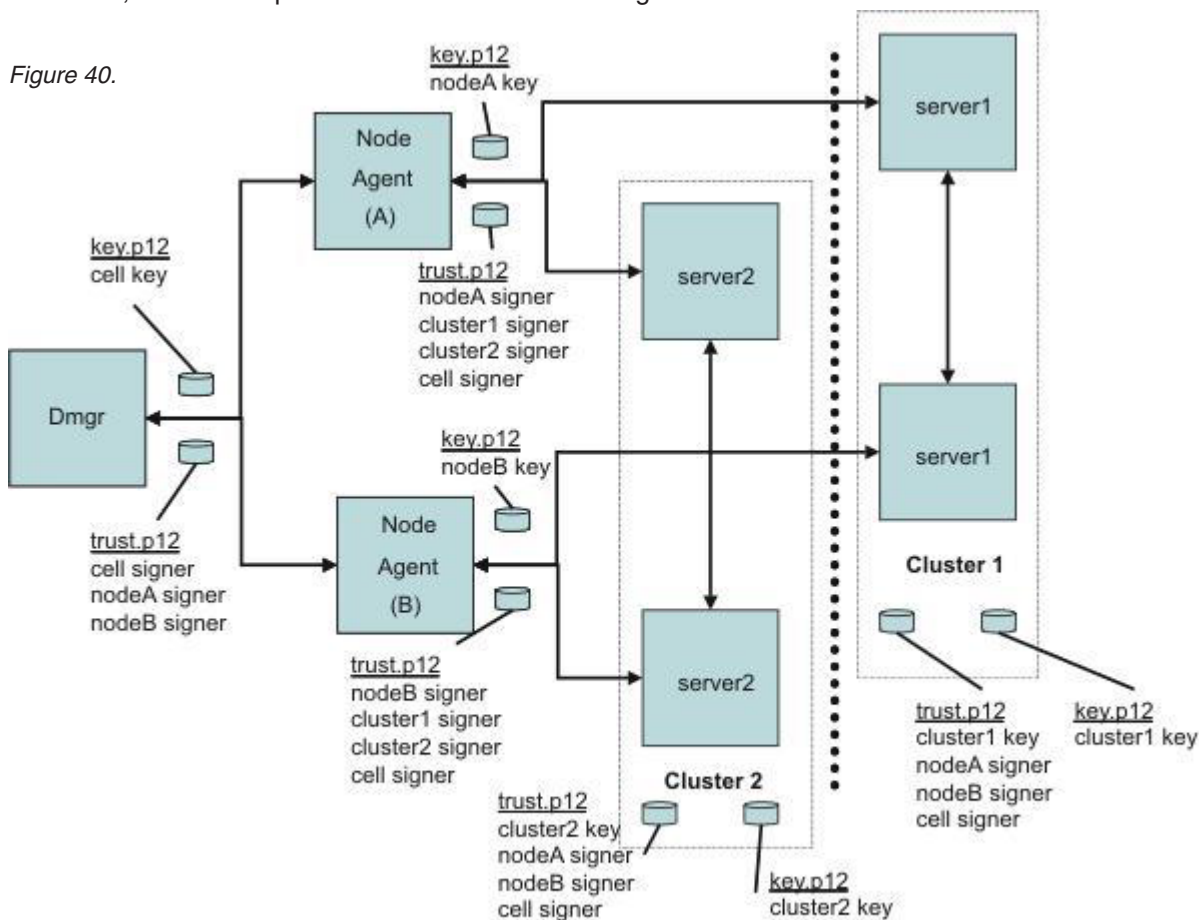 Figure 40.
key.p12
nodeA key
server1
Node
Agent
(A)
key.p12
cell key
trust.p12
nodeA signer
cluster1 signer
cluster2 signer
cell signer
server2
Dmgr
key.p12
nodeB key
server1
trust.p12
cell signer
nodeA signer
nodeB signer
Node
Agent
(B)
Cluster 1
trust.p12
nodeB signer
cluster1 signer
cluster2 signer
cell signer
server2
trust.p12
cluster1 key
nodeA signer
nodeB signer
cell signer
key.p12
cluster1 key
Cluster 2
trust.p12
cluster2 key
nodeA signer
nodeB signer
cell signer
key.p12
cluster2 key